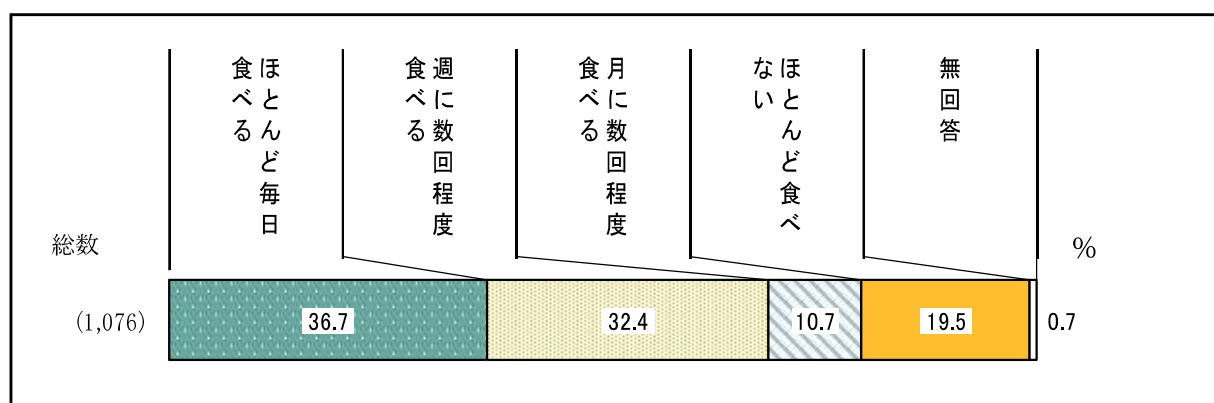 ほとんど毎日
食べる
週に数回程度
食べる
月に数回程度
食べる
ほとんど食べ
ない
無回答
総数
%
(1,076)
36.7
32.4
10.7
19.5
0.7